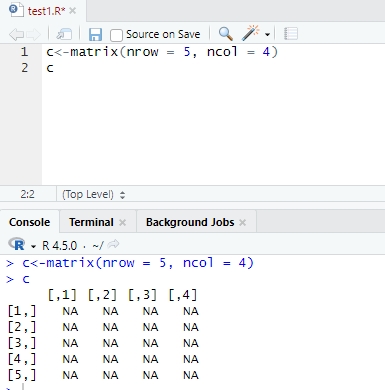 test1.R*
Source on Save
1 c<-matrix(nrow = 5, ncol = 4)
2 c
2:2 (Top Level)
Console Terminal Background Jobs
R R 4.5.0 · ~/
> c<-matrix(nrow = 5, ncol = 4)
> c
[,1] [,2] [,3] [,4]
[1,] NA NA NA NA
[2,] NA NA NA NA
[3,] NA NA NA NA
[4,] NA NA NA NA
[5,] NA NA NA NA
>